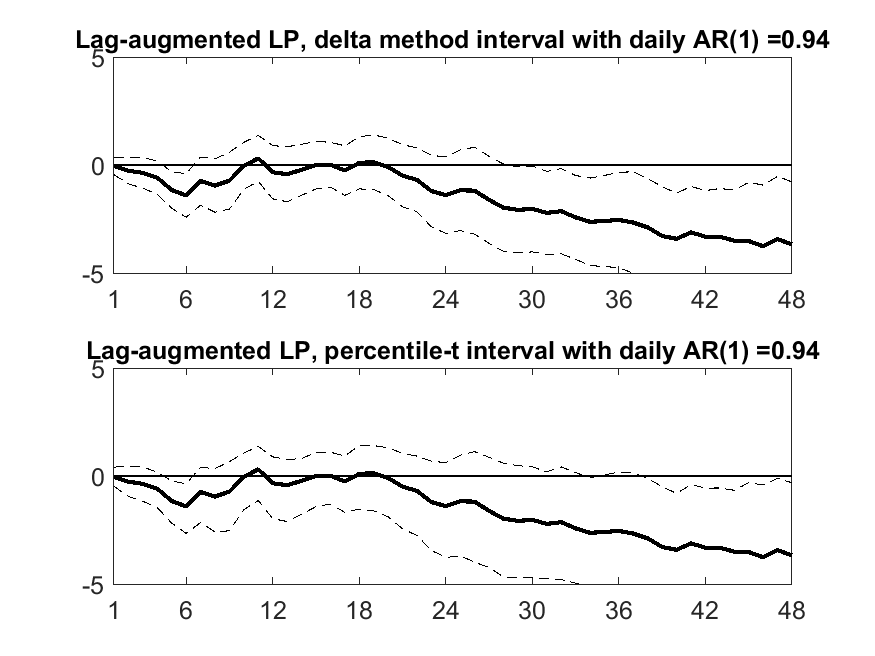 Lag-augmented LP, delta method interval with daily AR(1) =0.94
5
0
-5
1 6 12 18 24 30 36 42 48
Lag-augmented LP, percentile-t interval with daily AR(1) =0.94
5
0
-5
1 6 12 18 24 30 36 42 48